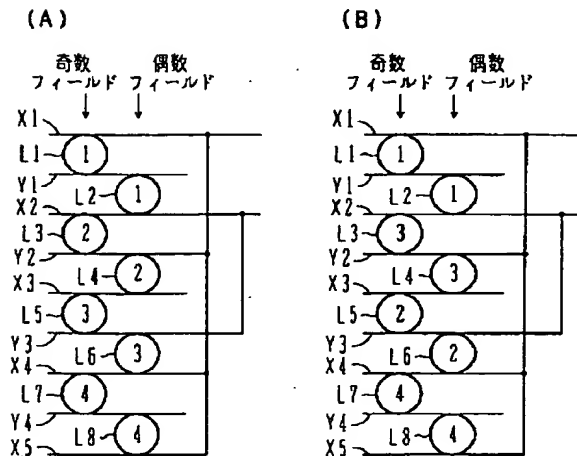 (A)
奇数 偶数
フィールド フィールド
X1
L1 1
Y1
L2 1
X2
L3 2
Y2
L4 2
X3
L5 3
Y3
L6 3
X4
L7 4
Y4
L8 4
X5
(B)
奇数 偶数
フィールド フィールド
X1
L1 1
Y1
L2 1
X2
L3 3
Y2
L4 3
X3
L5 2
Y3
L6 2
X4
L7 4
Y4
L8 4
X5